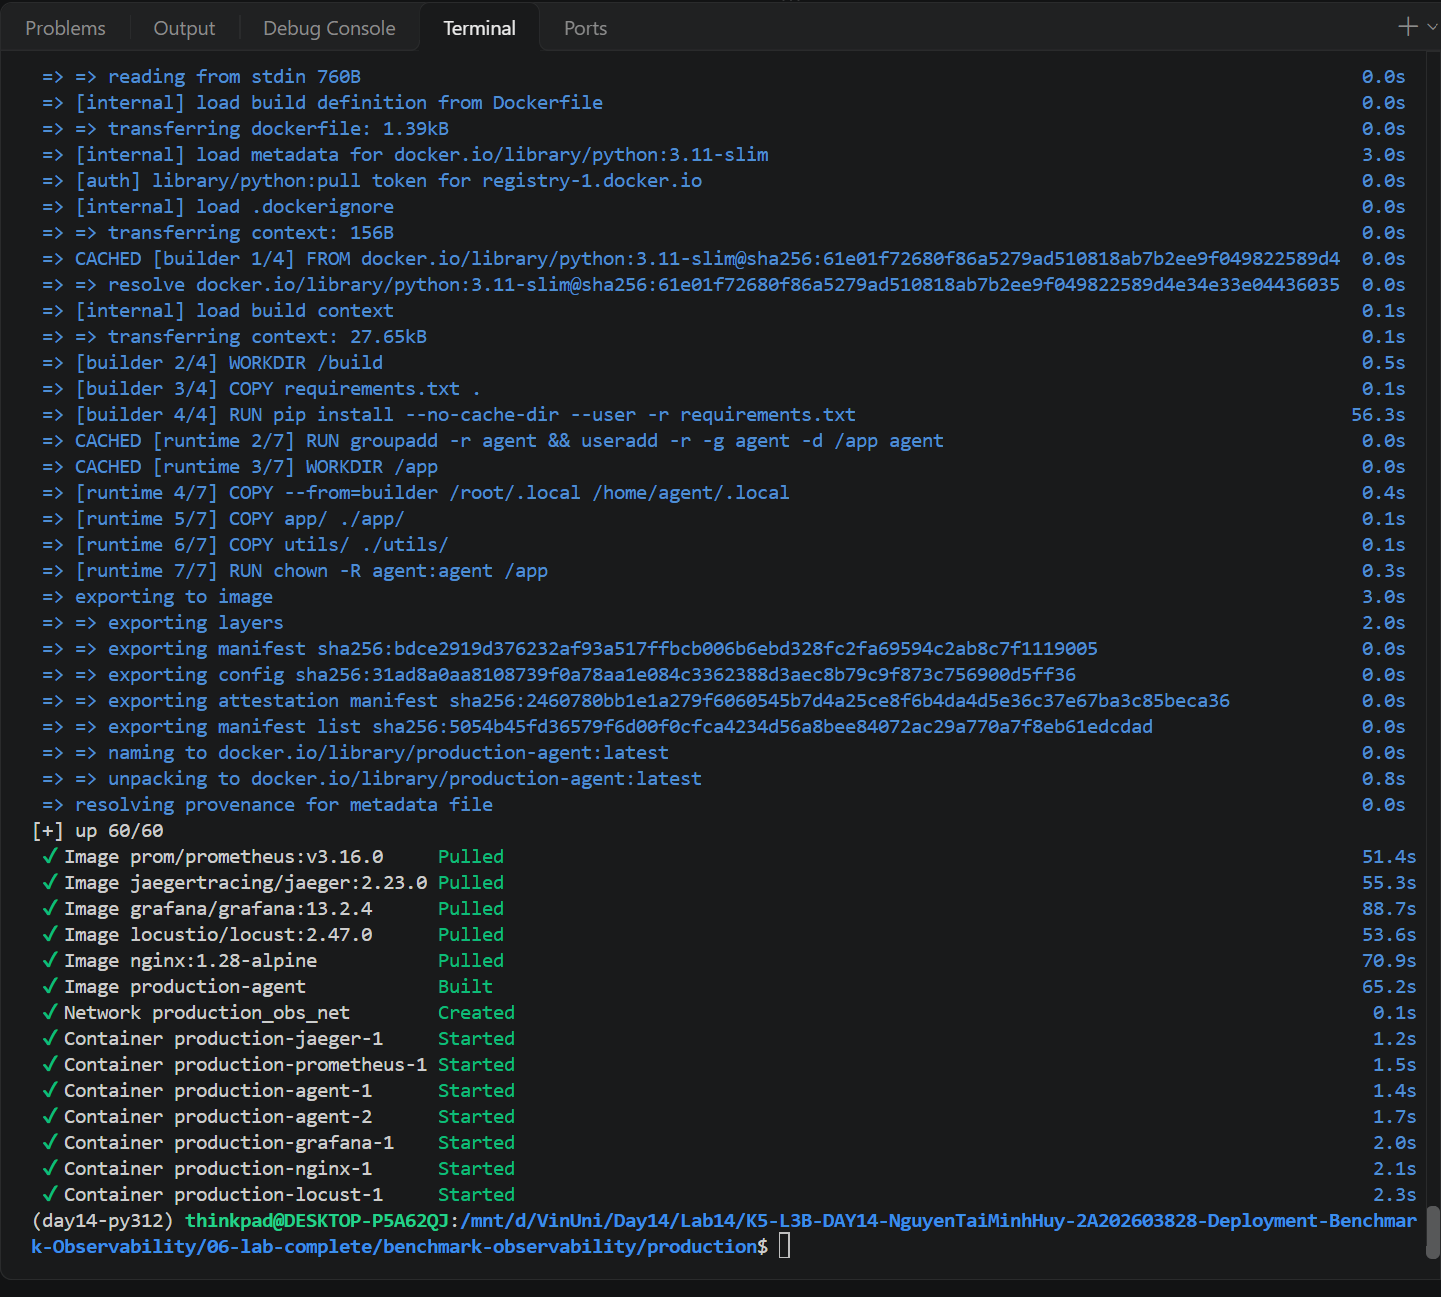 Problems Output Debug Console Terminal Ports
=> => reading from stdin 760B 0.0s
=> [internal] load build definition from Dockerfile 0.0s
=> => transferring dockerfile: 1.39kB 0.0s
=> [internal] load metadata for docker.io/library/python:3.11-slim 3.0s
=> [auth] library/python:pull token for registry-1.docker.io 0.0s
=> [internal] load .dockerignore 0.0s
=> => transferring context: 156B 0.0s
=> CACHED [builder 1/4] FROM docker.io/library/python:3.11-slim@sha256:61e01f72680f86a5279ad510818ab7b2ee9f049822589d4 0.0s
=> => resolve docker.io/library/python:3.11-slim@sha256:61e01f72680f86a5279ad510818ab7b2ee9f049822589d4e34e33e04436035 0.0s
=> [internal] load build context 0.1s
=> => transferring context: 27.65kB 0.1s
=> [builder 2/4] WORKDIR /build 0.5s
=> [builder 3/4] COPY requirements.txt . 0.1s
=> [builder 4/4] RUN pip install --no-cache-dir --user -r requirements.txt 56.3s
=> CACHED [runtime 2/7] RUN groupadd -r agent && useradd -r -g agent -d /app agent 0.0s
=> CACHED [runtime 3/7] WORKDIR /app 0.0s
=> [runtime 4/7] COPY --from=builder /root/.local /home/agent/.local 0.4s
=> [runtime 5/7] COPY app/ ./app/ 0.1s
=> [runtime 6/7] COPY utils/ ./utils/ 0.1s
=> [runtime 7/7] RUN chown -R agent:agent /app 0.3s
=> exporting to image 3.0s
=> => exporting layers 2.0s
=> => exporting manifest sha256:bdce2919d376232af93a517ffbcb006b6ebd328fc2fa69594c2ab8c7f1119005 0.0s
=> => exporting config sha256:31ad8a0aa8108739f0a78aa1e084c3362388d3aec8b79c9f873c756900d5ff36 0.0s
=> => exporting attestation manifest sha256:2460780bb1e1a279f6060545b7d4a25ce8f6b4da4d5e36c37e67ba3c85beca36 0.0s
=> => exporting manifest list sha256:5054b45fd36579f6d00f0cfca4234d56a8bee84072ac29a770a7f8eb61edcdad 0.0s
=> => naming to docker.io/library/production-agent:latest 0.0s
=> => unpacking to docker.io/library/production-agent:latest 0.8s
=> resolving provenance for metadata file 0.0s
[+] up 60/60
✓ Image prom/prometheus:v3.16.0 Pulled 51.4s
✓ Image jaegertracing/jaeger:2.23.0 Pulled 55.3s
✓ Image grafana/grafana:13.2.4 Pulled 88.7s
✓ Image locustio/locust:2.47.0 Pulled 53.6s
✓ Image nginx:1.28-alpine Pulled 70.9s
✓ Image production-agent Built 65.2s
✓ Network production_obs_net Created 0.1s
✓ Container production-jaeger-1 Started 1.2s
✓ Container production-prometheus-1 Started 1.5s
✓ Container production-agent-1 Started 1.4s
✓ Container production-agent-2 Started 1.7s
✓ Container production-grafana-1 Started 2.0s
✓ Container production-nginx-1 Started 2.1s
✓ Container production-locust-1 Started 2.3s
(day14-py312) thinkpad@DESKTOP-P5A62QJ:/mnt/d/VinUni/Day14/Lab14/K5-L3B-DAY14-NguyenTaiMinhHuy-2A202603828-Deployment-Benchmar
k-Observability/06-lab-complete/benchmark-observability/production$